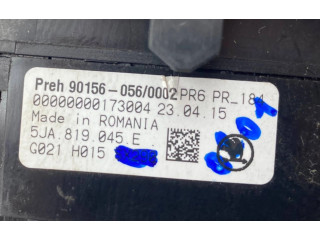 Preh 90156-056/0002 PR6 PR_184
00000000173004 23.04.15
Made in ROMANIA
5JA.819.045.E
G021 H015